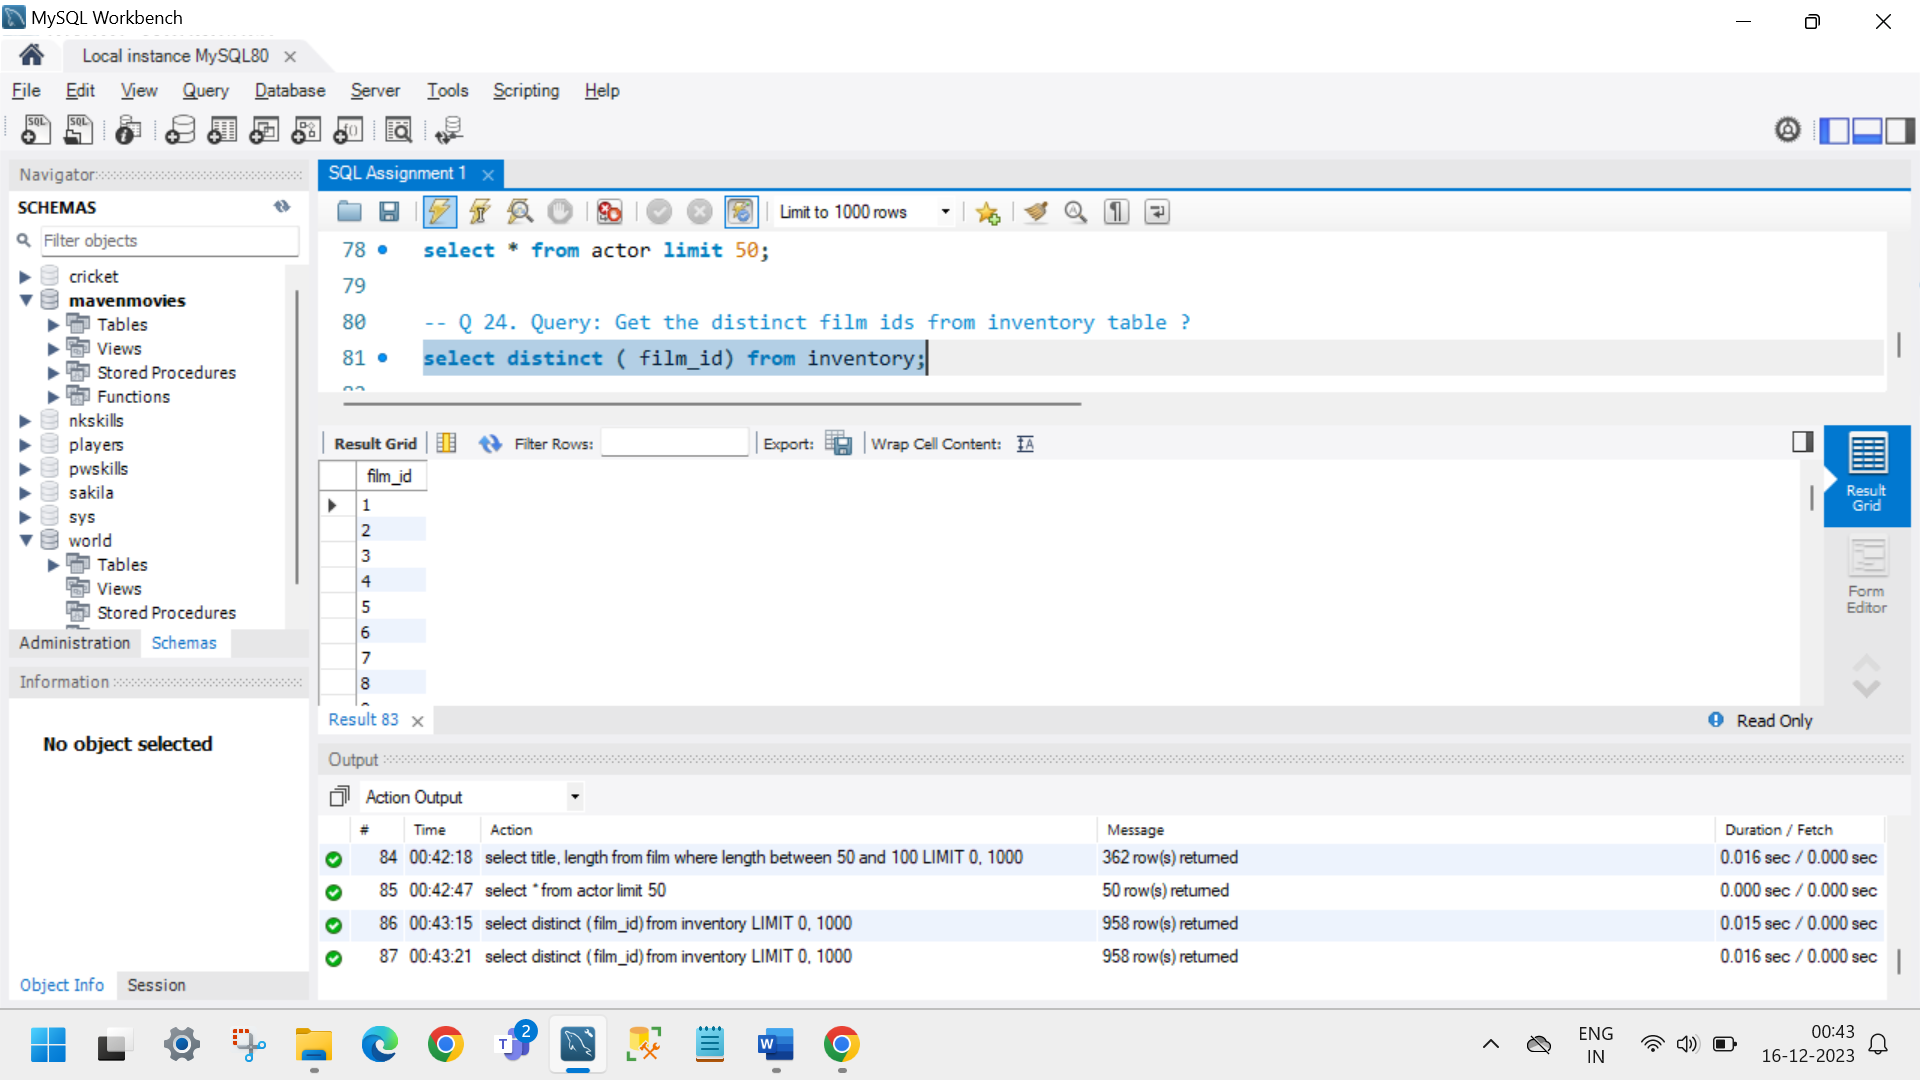 MySQL Workbench
Local instance MySQL80
File Edit View Query Database Server Tools Scripting Help
Navigator
SQL Assignment 1
SCHEMAS
Filter objects
cricket
mavenmovies
Tables
Views
Stored Procedures
Functions
nkskills
players
pwskills
sakila
sys
world
Tables
Views
Stored Procedures
Administration Schemas
Information
No object selected
Object Info Session
Limit to 1000 rows
78 select * from actor limit 50;
79
80 -- Q 24. Query: Get the distinct film ids from inventory table ?
81 select distinct ( film_id) from inventory;
Result Grid Filter Rows: Export: Wrap Cell Content:
film_id
1
2
3
4
5
6
7
8
Result Grid
Form Editor
Result 83 Read Only
Output
Action Output
# Time Action Message Duration / Fetch
84 00:42:18 select title, length from film where length between 50 and 100 LIMIT 0, 1000 362 row(s) returned 0.016 sec / 0.000 sec
85 00:42:47 select * from actor limit 50 50 row(s) returned 0.000 sec / 0.000 sec
86 00:43:15 select distinct ( film_id) from inventory LIMIT 0, 1000 958 row(s) returned 0.015 sec / 0.000 sec
87 00:43:21 select distinct ( film_id) from inventory LIMIT 0, 1000 958 row(s) returned 0.016 sec / 0.000 sec
2
ENG
IN
00:43
16-12-2023